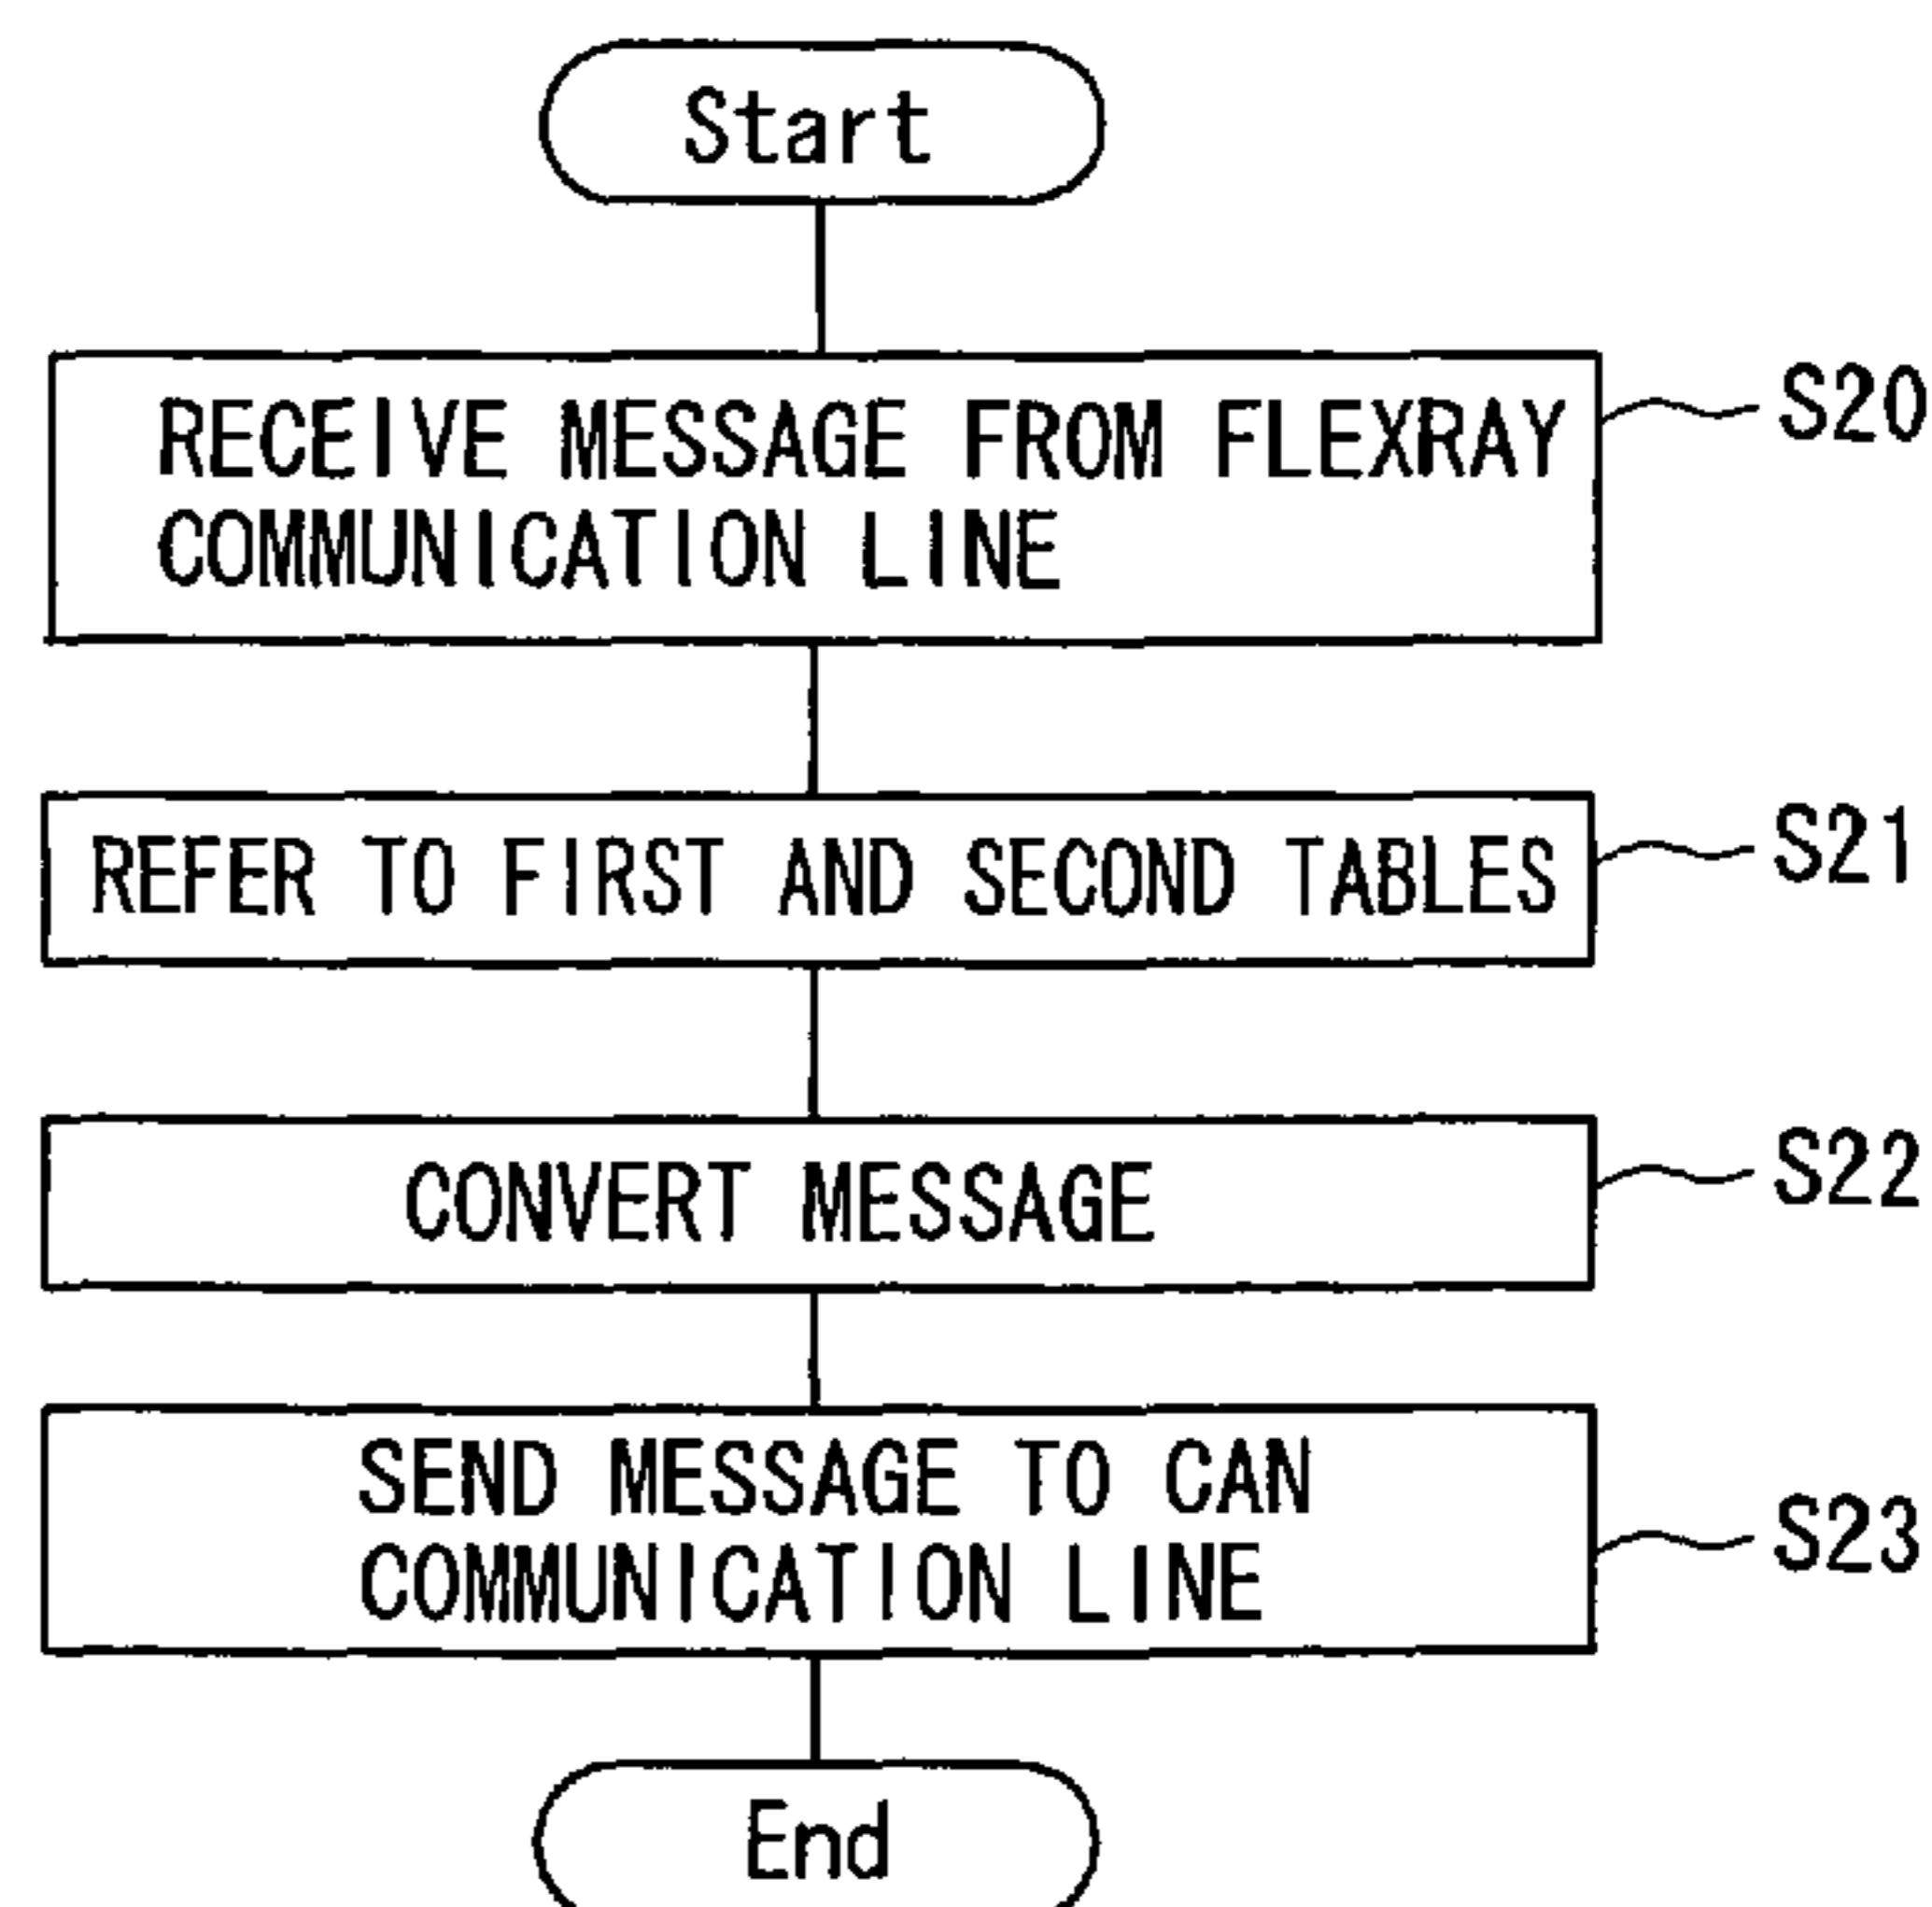 Start
RECEIVE MESSAGE FROM FLEXRAY
COMMUNICATION LINE
S20
REFER TO FIRST AND SECOND TABLES
S21
CONVERT MESSAGE
S22
SEND MESSAGE TO CAN
COMMUNICATION LINE
S23
End